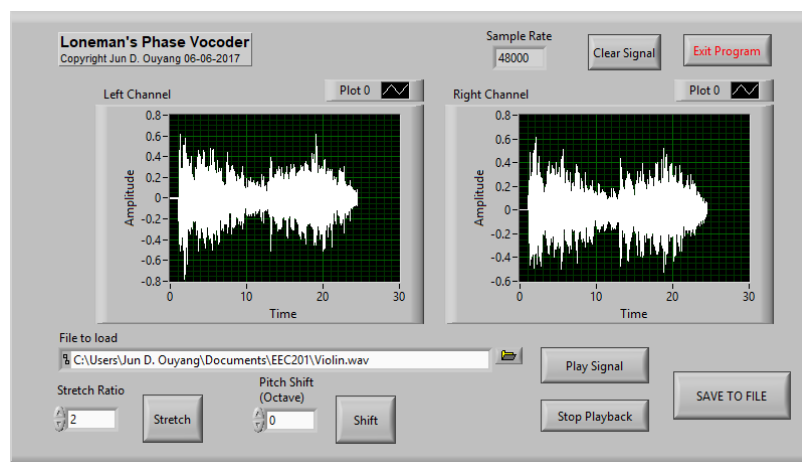 Loneman's Phase Vocoder
Copyright Jun D. Ouyang 06-06-2017
Sample Rate
48000
Clear Signal
Exit Program
Left Channel
Plot 0
Right Channel
Plot 0
0.8
0.6
0.4
0.2
0
-0.2
-0.4
-0.6
-0.8
Amplitude
0
10
20
30
Time
0.8
0.6
0.4
0.2
0
-0.2
-0.4
-0.6
Amplitude
0
10
20
30
Time
File to load
C:\Users\Jun D. Ouyang\Documents\EEC201\Violin.wav
Play Signal
Stretch Ratio
2
Stretch
Pitch Shift
(Octave)
0
Shift
Stop Playback
SAVE TO FILE